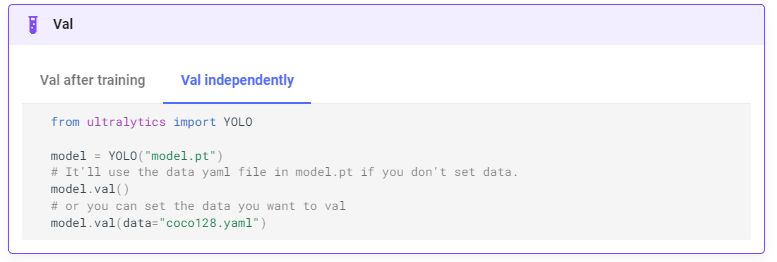 Val
Val after training Val independently
from ultralytics import YOLO
model = YOLO("model.pt")
# It'll use the data yaml file in model.pt if you don't set data.
model.val()
# or you can set the data you want to val
model.val(data="coco128.yaml")